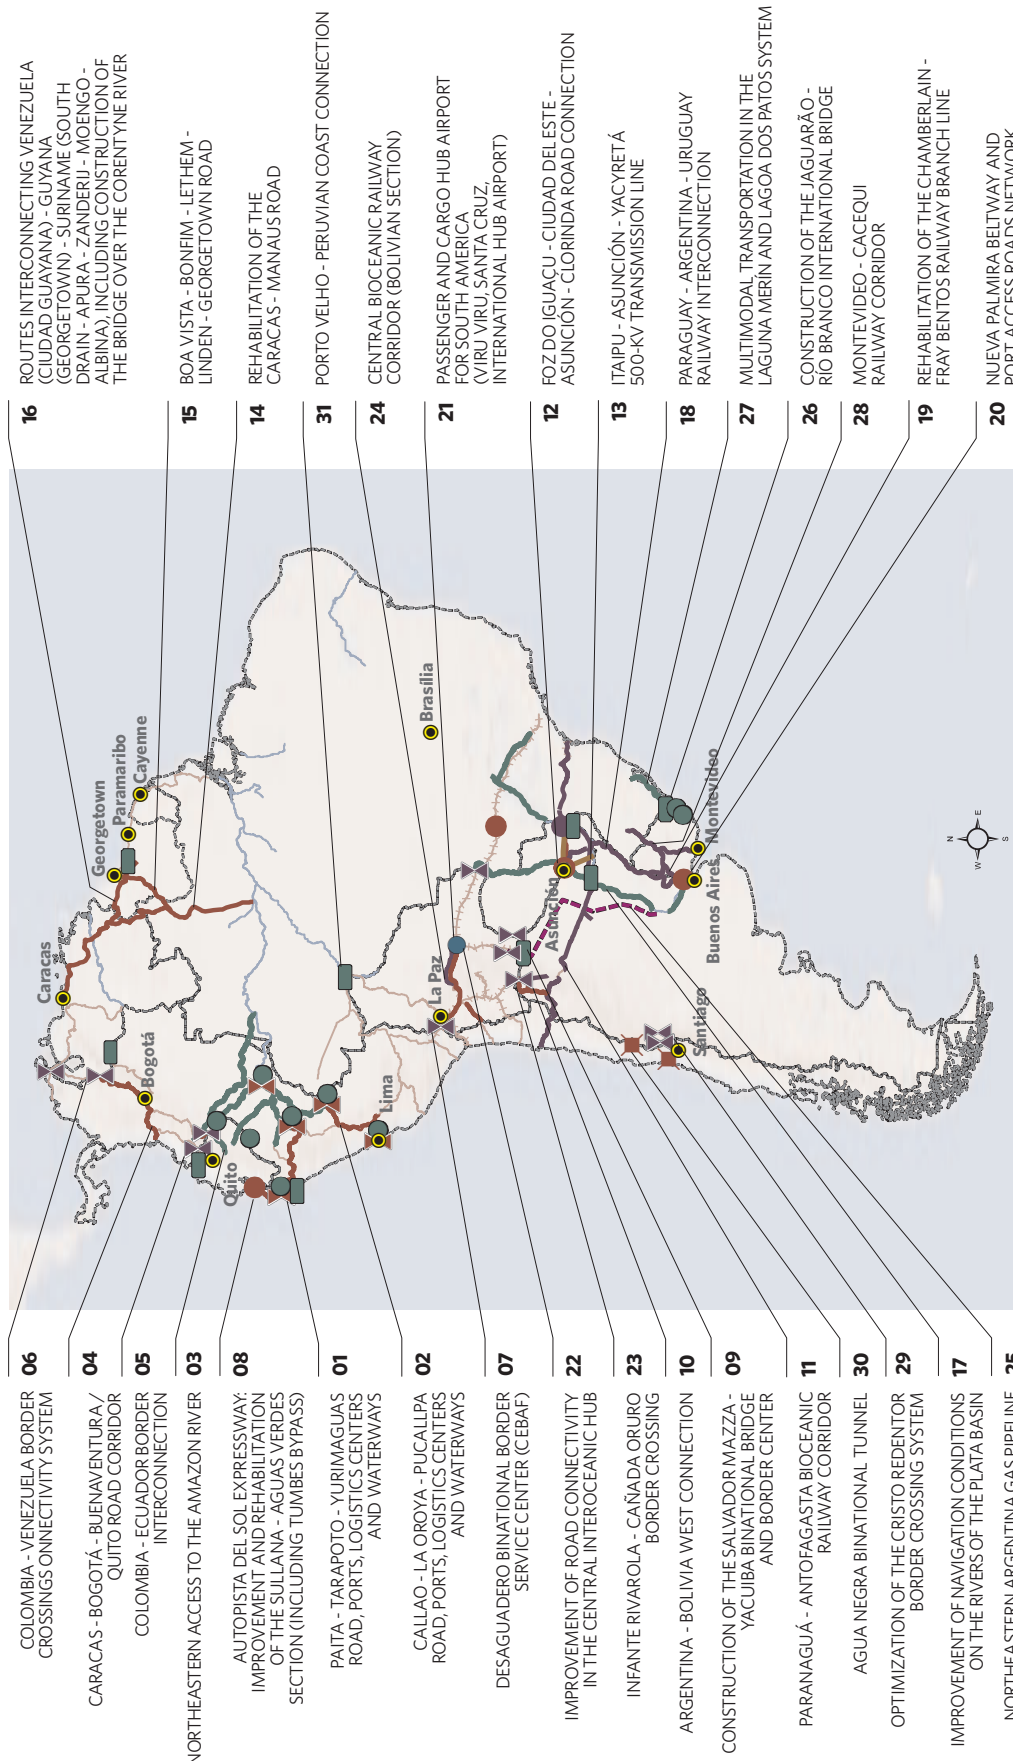 COLOMBIA - VENEZUELA BORDER
CROSSINGS ONNECTIVITY SYSTEM
06
CARACAS - BOGOTÁ - BUENAVENTURA /
QUITO ROAD CORRIDOR
04
COLOMBIA - ECUADOR BORDER
INTERCONNECTION
05
NORTHEASTERN ACCESS TO THE AMAZON RIVER
03
AUTOPISTA DEL SOL EXPRESSWAY:
IMPROVEMENT AND REHABILITATION
OF THE SULLANA - AGUAS VERDES
SECTION (INCLUDING TUMBES BYPASS)
08
PAITA - TARAPOTO - YURIMAGUAS
ROAD, PORTS, LOGISTICS CENTERS
AND WATERWAYS
01
CALLAO - LA OROYA - PUCALLPA
ROAD, PORTS, LOGISTICS CENTERS
AND WATERWAYS
02
DESAGUADERO BINATIONAL BORDER
SERVICE CENTER (CEBAF)
07
IMPROVEMENT OF ROAD CONNECTIVITY
IN THE CENTRAL INTEROCEANIC HUB
22
INFANTE RIVAROLA - CAÑADA ORURO
BORDER CROSSING
23
ARGENTINA - BOLIVIA WEST CONNECTION
10
CONSTRUCTION OF THE SALVADOR MAZZA -
YACUIBA BINATIONAL BRIDGE
AND BORDER CENTER
09
PARANAGUÁ - ANTOFAGASTA BIOCEANIC
RAILWAY CORRIDOR
11
AGUA NEGRA BINATIONAL TUNNEL
30
OPTIMIZATION OF THE CRISTO REDENTOR
BORDER CROSSING SYSTEM
29
IMPROVEMENT OF NAVIGATION CONDITIONS
ON THE RIVERS OF THE PLATA BASIN
17
NORTHEASTERN ARGENTINA GAS PIPELINE
25
Caracas
Bogotá
Georgetown
Paramaribo
Cayenne
Quito
Lima
La Paz
Brasília
Asunción
Santiago
Buenos Aires
Montevideo
N
W
E
S
16
ROUTES INTERCONNECTING VENEZUELA
(CIUDAD GUAYANA) - GUYANA
(GEORGETOWN) - SURINAME (SOUTH
DRAIN - APURA - ZANDERIJ - MOENGO -
ALBINA), INCLUDING CONSTRUCTION OF
THE BRIDGE OVER THE CORENTYNE RIVER
15
BOA VISTA - BONFIM - LETHEM -
LINDEN - GEORGETOWN ROAD
14
REHABILITATION OF THE
CARACAS - MANAUS ROAD
31
PORTO VELHO - PERUVIAN COAST CONNECTION
24
CENTRAL BIOCEANIC RAILWAY
CORRIDOR (BOLIVIAN SECTION)
21
PASSENGER AND CARGO HUB AIRPORT
FOR SOUTH AMERICA
(VIRU VIRU, SANTA CRUZ,
INTERNATIONAL HUB AIRPORT)
12
FOZ DO IGUAÇU - CIUDAD DEL ESTE -
ASUNCIÓN - CLORINDA ROAD CONNECTION
13
ITAIPU - ASUNCIÓN - YACYRETÁ
500-KV TRANSMISSION LINE
18
PARAGUAY - ARGENTINA - URUGUAY
RAILWAY INTERCONNECTION
27
MULTIMODAL TRANSPORTATION IN THE
LAGUNA MERÍN AND LAGOA DOS PATOS SYSTEM
26
CONSTRUCTION OF THE JAGUARÃO -
RÍO BRANCO INTERNATIONAL BRIDGE
28
MONTEVIDEO - CACEQUI
RAILWAY CORRIDOR
19
REHABILITATION OF THE CHAMBERLAIN -
FRAY BENTOS RAILWAY BRANCH LINE
20
NUEVA PALMIRA BELTWAY AND
PORT ACCESS ROADS NETWORK